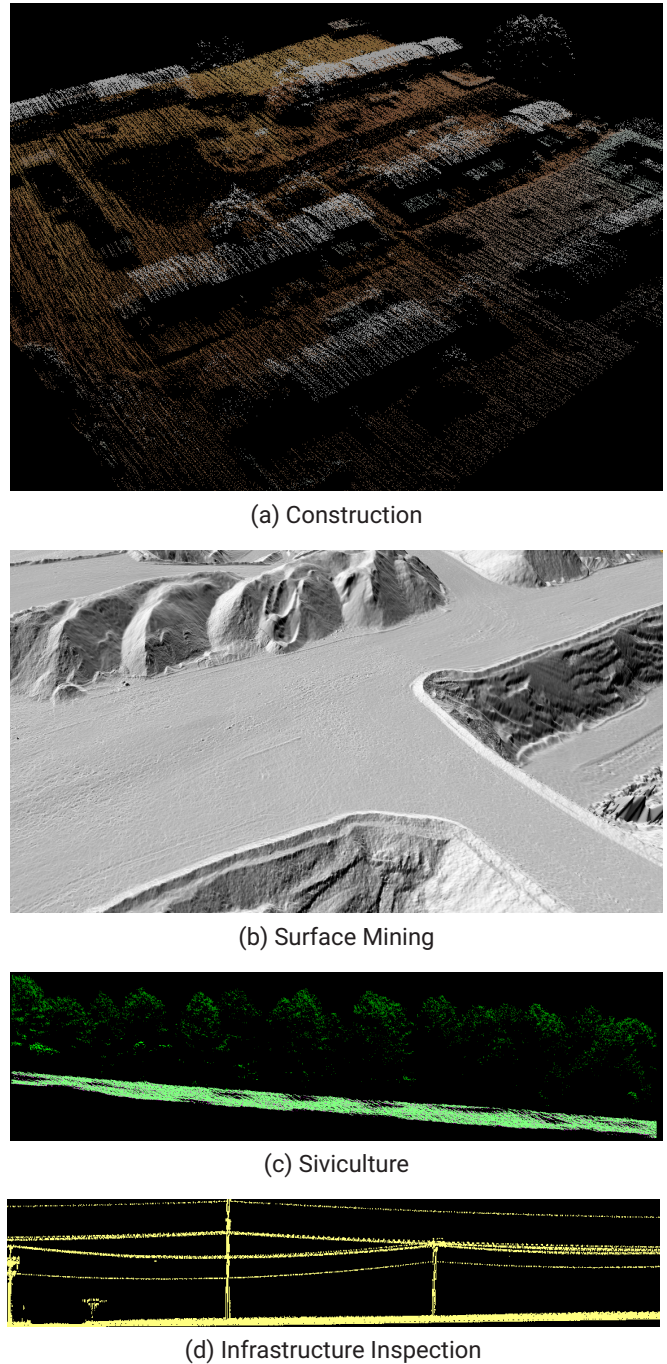 (a) Construction
(b) Surface Mining
(c) Siviculture
(d) Infrastructure Inspection